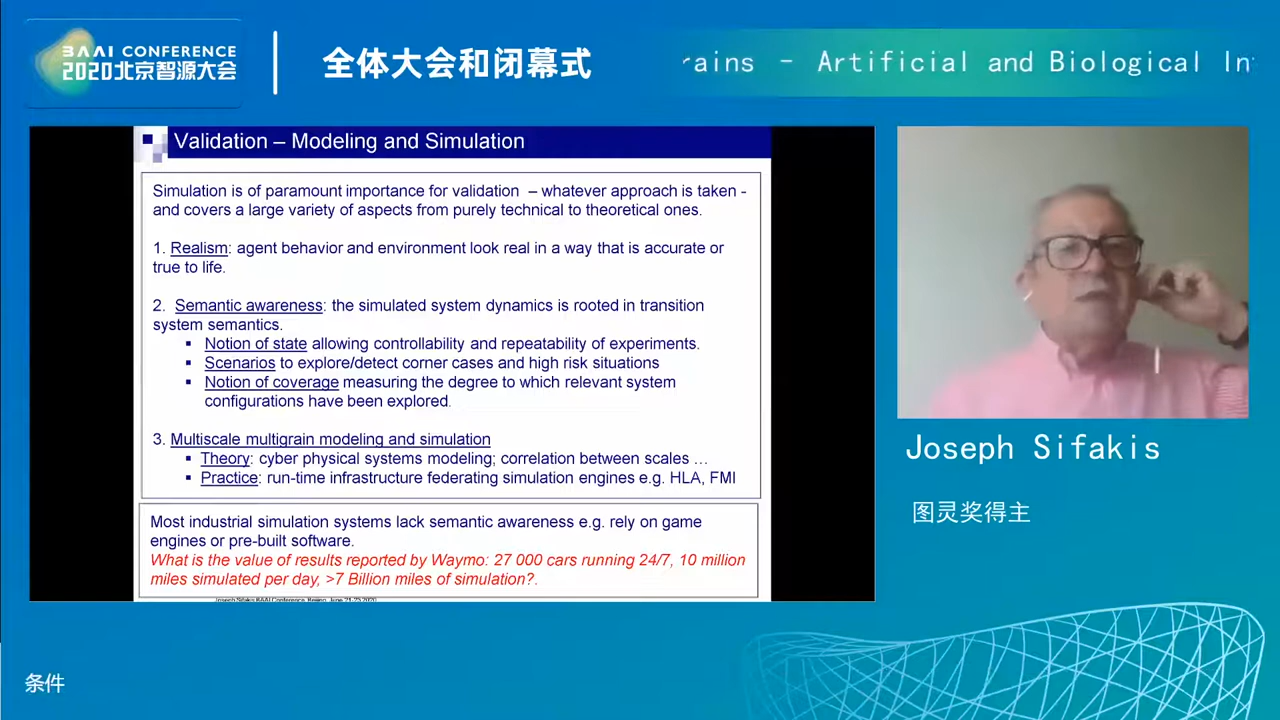 BAAI CONFERENCE
2020北京智源大会
全体大会和闭幕式
rains - Artificial and Biological In
Validation – Modeling and Simulation
Simulation is of paramount importance for validation – whatever approach is taken -
and covers a large variety of aspects from purely technical to theoretical ones.
1. Realism: agent behavior and environment look real in a way that is accurate or
true to life.
2. Semantic awareness: the simulated system dynamics is rooted in transition
system semantics.
▪ Notion of state allowing controllability and repeatability of experiments.
▪ Scenarios to explore/detect corner cases and high risk situations
▪ Notion of coverage measuring the degree to which relevant system
configurations have been explored.
3. Multiscale multigrain modeling and simulation
▪ Theory: cyber physical systems modeling; correlation between scales …
▪ Practice: run-time infrastructure federating simulation engines e.g. HLA, FMI
Most industrial simulation systems lack semantic awareness e.g. rely on game
engines or pre-built software.
What is the value of results reported by Waymo: 27 000 cars running 24/7, 10 million
miles simulated per day, >7 Billion miles of simulation?.
Joseph Sifakis BAAI Conference, Beijing, June 21-25 2020
Joseph Sifakis
图灵奖得主
条件